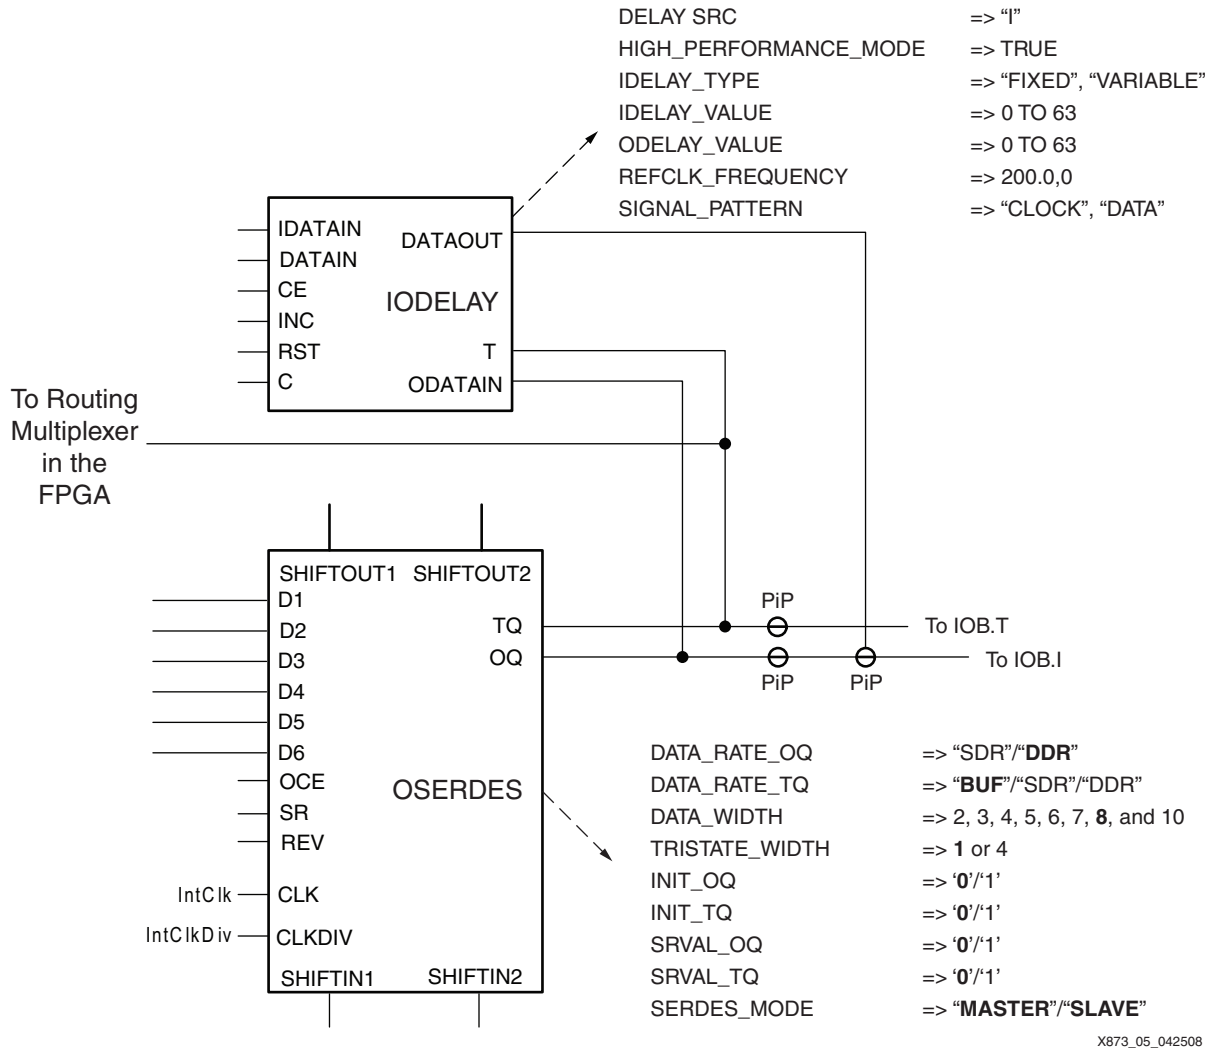 DELAY SRC => “I”
HIGH_PERFORMANCE_MODE => TRUE
IDELAY_TYPE => “FIXED”, “VARIABLE”
IDELAY_VALUE => 0 TO 63
ODELAY_VALUE => 0 TO 63
REFCLK_FREQUENCY => 200.0,0
SIGNAL_PATTERN => “CLOCK”, “DATA”
IDATAIN
DATAOUT
DATAIN
CE
IODELAY
INC
RST
T
C
ODATAIN
To Routing
Multiplexer
in the
FPGA
SHIFTOUT1 SHIFTOUT2
D1
D2
D3
D4
D5
D6
OCE
SR
REV
TQ
OQ
OSERDES
IntClk
CLK
IntClkDiv
CLKDIV
SHIFTIN1 SHIFTIN2
PiP
To IOB.T
To IOB.I
PiP
PiP
DATA_RATE_OQ => “SDR”/“DDR”
DATA_RATE_TQ => “BUF”/“SDR”/“DDR”
DATA_WIDTH => 2, 3, 4, 5, 6, 7, 8, and 10
TRISTATE_WIDTH => 1 or 4
INIT_OQ => ‘0’/‘1’
INIT_TQ => ‘0’/‘1’
SRVAL_OQ => ‘0’/‘1’
SRVAL_TQ => ‘0’/‘1’
SERDES_MODE => “MASTER”/“SLAVE”
X873_05_042508